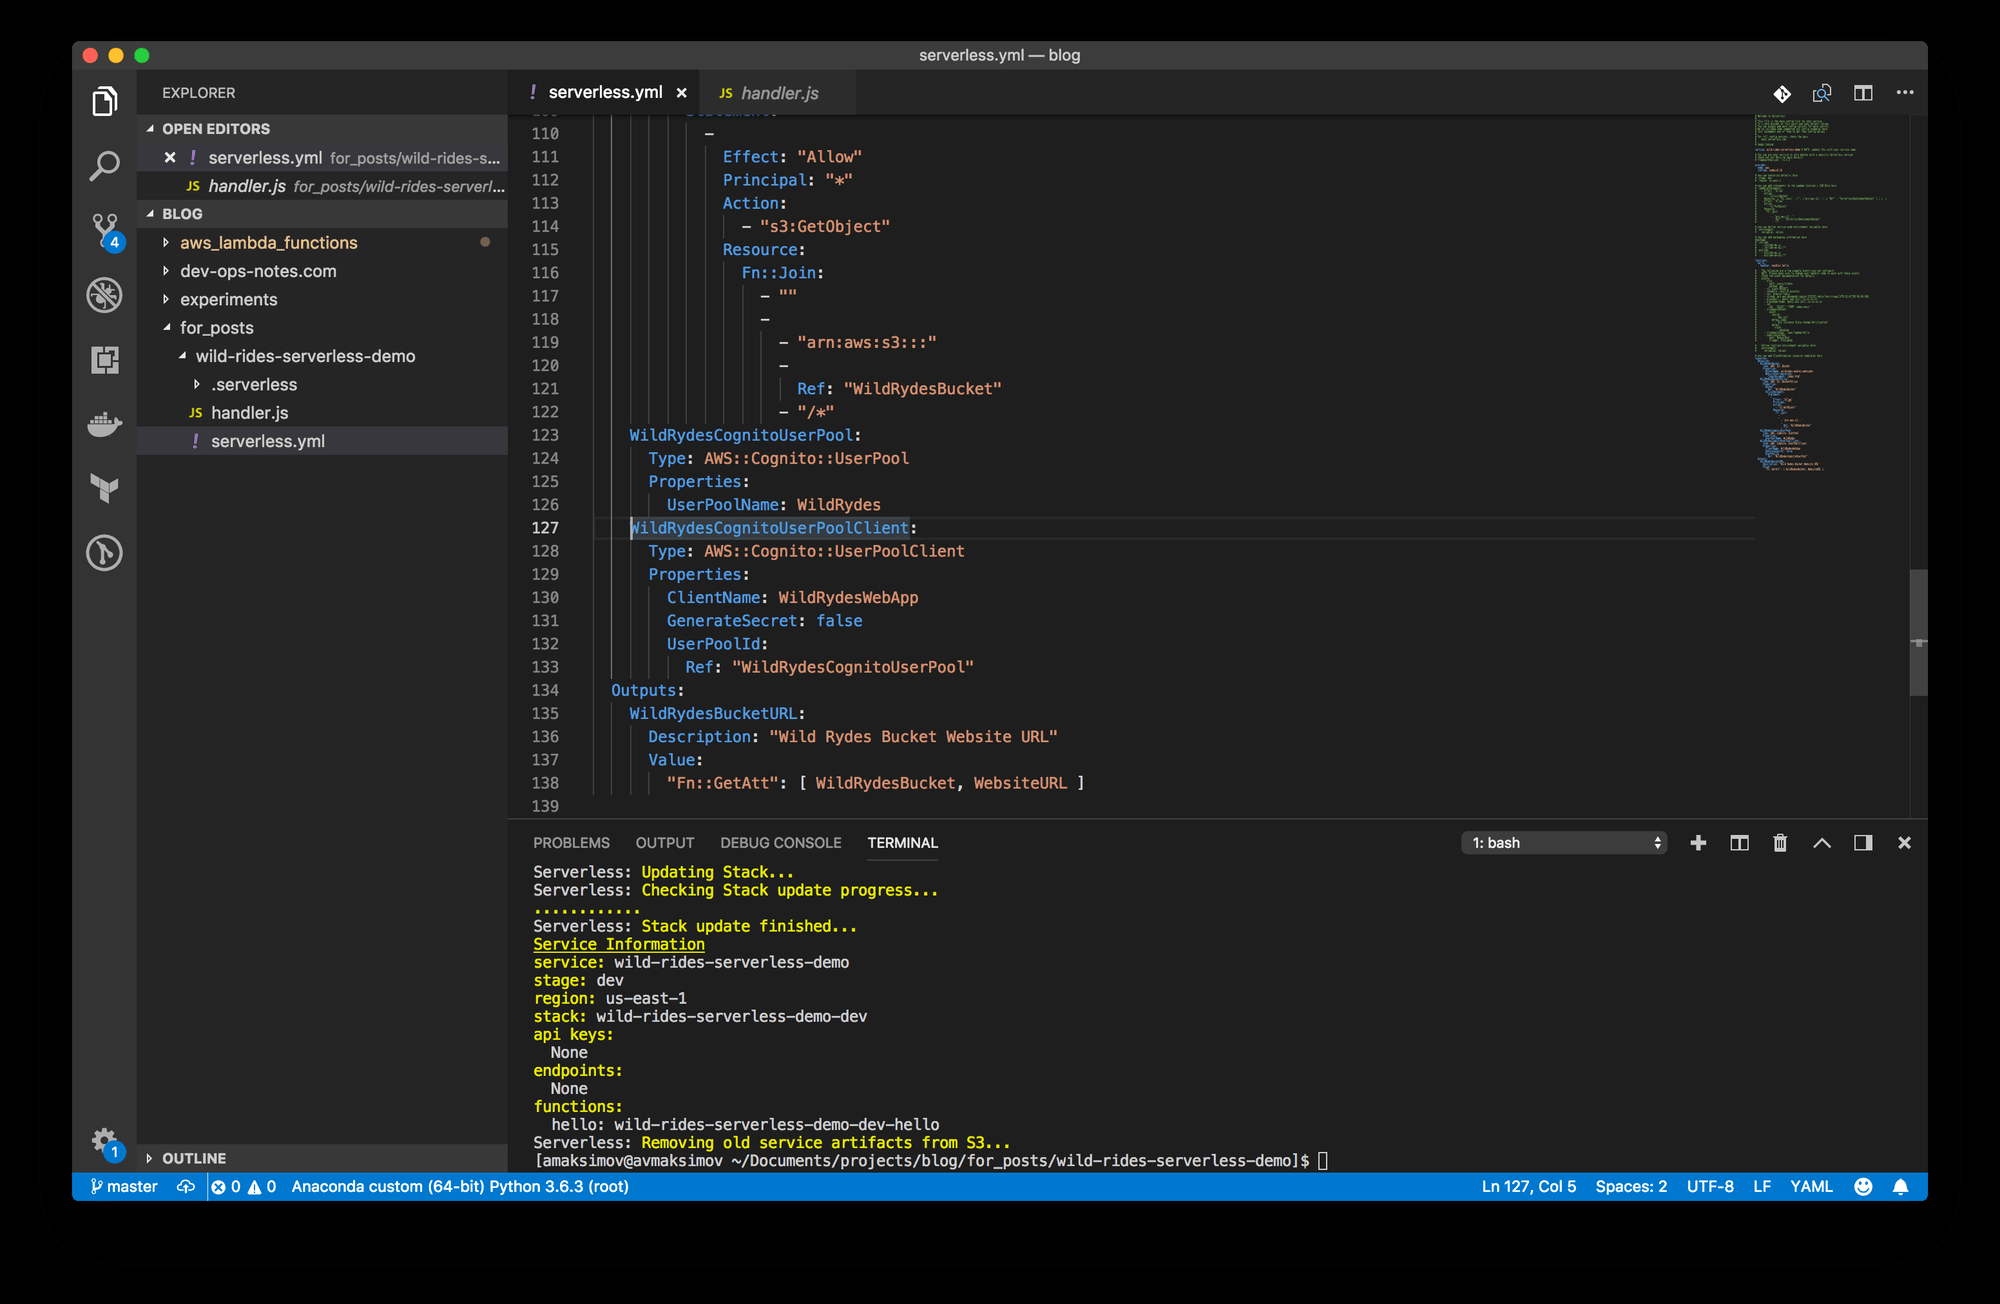 serverless.yml — blog
EXPLORER
OPEN EDITORS
! serverless.yml for_posts/wild-rides-s...
JS handler.js for_posts/wild-rides-serverl...
BLOG
aws_lambda_functions
dev-ops-notes.com
experiments
for_posts
wild-rides-serverless-demo
.serverless
JS handler.js
! serverless.yml
OUTLINE
4
1
! serverless.yml ×
JS handler.js
110 -
111 Effect: "Allow"
112 Principal: "*"
113 Action:
114 - "s3:GetObject"
115 Resource:
116 Fn::Join:
117 - ""
118 -
119 - "arn:aws:s3:::"
120 -
121 Ref: "WildRydesBucket"
122 - "/*"
123 WildRydesCognitoUserPool:
124 Type: AWS::Cognito::UserPool
125 Properties:
126 UserPoolName: WildRydes
127 WildRydesCognitoUserPoolClient:
128 Type: AWS::Cognito::UserPoolClient
129 Properties:
130 ClientName: WildRydesWebApp
131 GenerateSecret: false
132 UserPoolId:
133 Ref: "WildRydesCognitoUserPool"
134 Outputs:
135 WildRydesBucketURL:
136 Description: "Wild Rydes Bucket Website URL"
137 Value:
138 "Fn::GetAtt": [ WildRydesBucket, WebsiteURL ]
139
PROBLEMS OUTPUT DEBUG CONSOLE TERMINAL 1: bash
Serverless: Updating Stack...
Serverless: Checking Stack update progress...
............
Serverless: Stack update finished...
Service Information
service: wild-rides-serverless-demo
stage: dev
region: us-east-1
stack: wild-rides-serverless-demo-dev
api keys:
None
endpoints:
None
functions:
hello: wild-rides-serverless-demo-dev-hello
Serverless: Removing old service artifacts from S3...
[amaksimov@avmaksimov ~/Documents/projects/blog/for_posts/wild-rides-serverless-demo]$
master 0 0 Anaconda custom (64-bit) Python 3.6.3 (root) Ln 127, Col 5 Spaces: 2 UTF-8 LF YAML